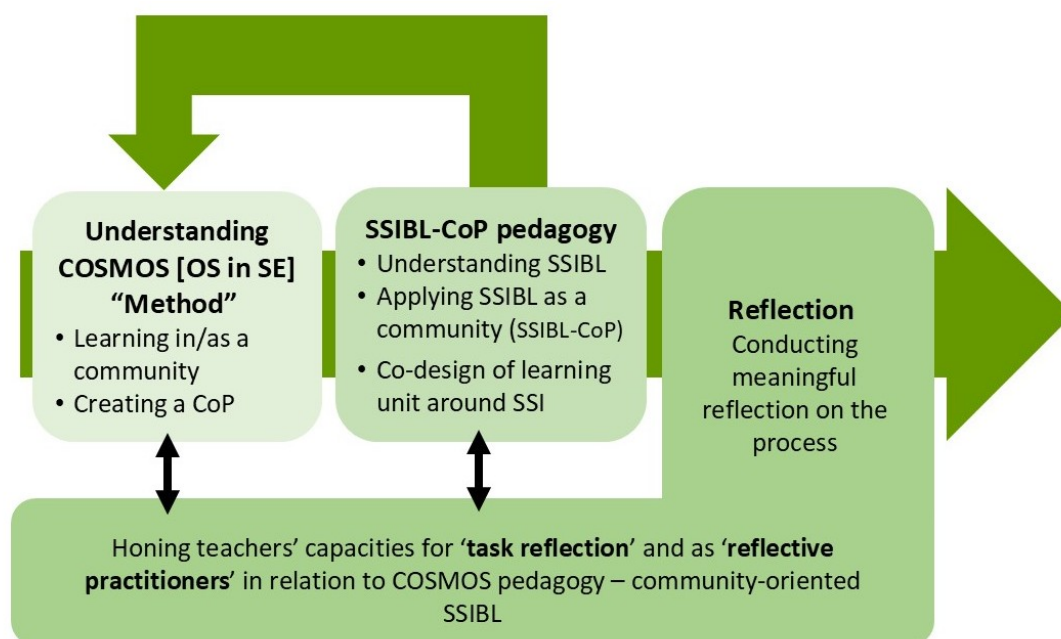 Understanding
COSMOS [OS in SE]
“Method”
• Learning in/as a
community
• Creating a CoP
SSIBL-CoP pedagogy
• Understanding SSIBL
• Applying SSIBL as a
community (SSIBL-CoP)
• Co-design of learning
unit around SSI
Reflection
Conducting
meaningful
reflection on the
process
Honing teachers’ capacities for ‘task reflection’ and as ‘reflective
practitioners’ in relation to COSMOS pedagogy – community-oriented
SSIBL